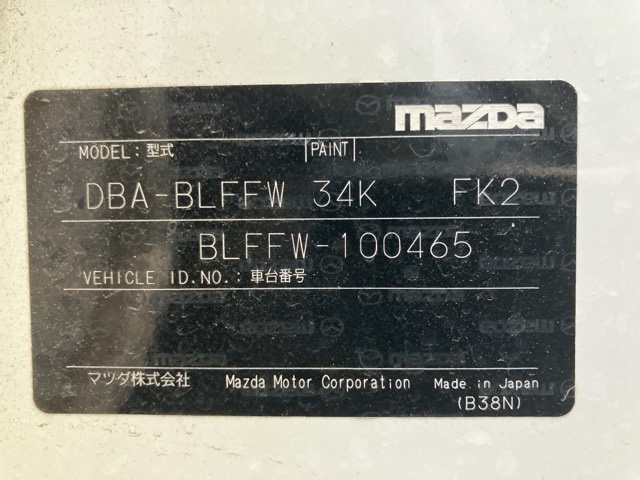 mazda
MODEL: 型式 PAINT
DBA-BLFFW 34K FK2
BLFFW-100465
VEHICLE ID.NO.: 車台番号
マツダ株式会社 Mazda Motor Corporation Made in Japan
(B38N)